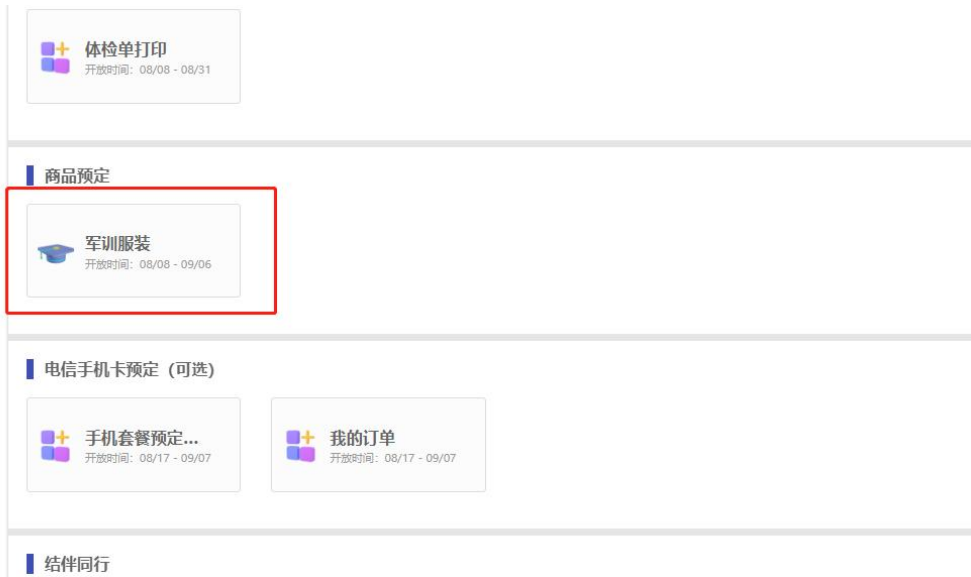 体检单打印
开放时间：08/08 - 08/31
商品预定
军训服装
开放时间：08/08 - 09/06
电信手机卡预定（可选）
手机套餐预定...
开放时间：08/17 - 09/07
我的订单
开放时间：08/17 - 09/07
结伴同行